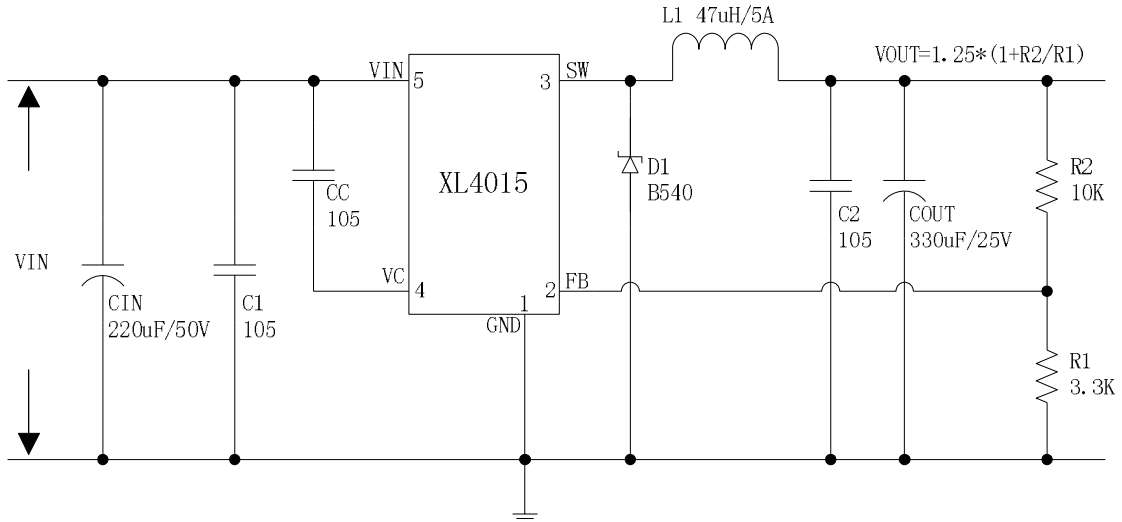 L1 47uH/5A
VOUT=1.25*(1+R2/R1)
VIN
5
3
SW
XL4015
CC
105
D1
B540
R2
10K
C2
105
COUT
330uF/25V
VIN
VC
4
2
FB
1
GND
CIN
220uF/50V
C1
105
R1
3.3K